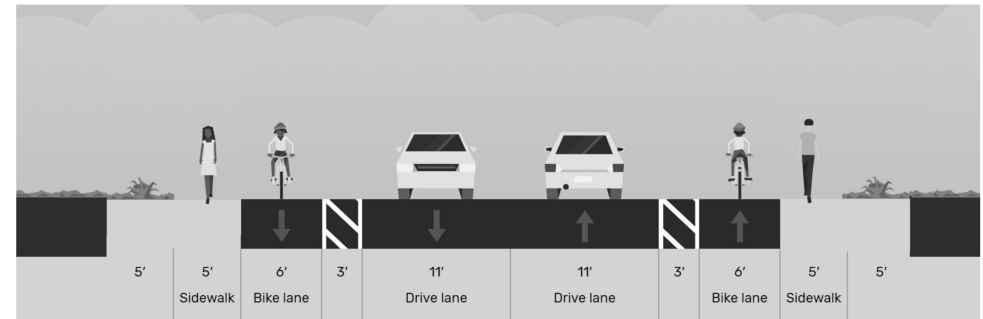 5′ 5′ 6′ 3′ 11′ 11′ 3′ 6′ 5′ 5′
Sidewalk Bike lane Drive lane Drive lane Bike lane Sidewalk